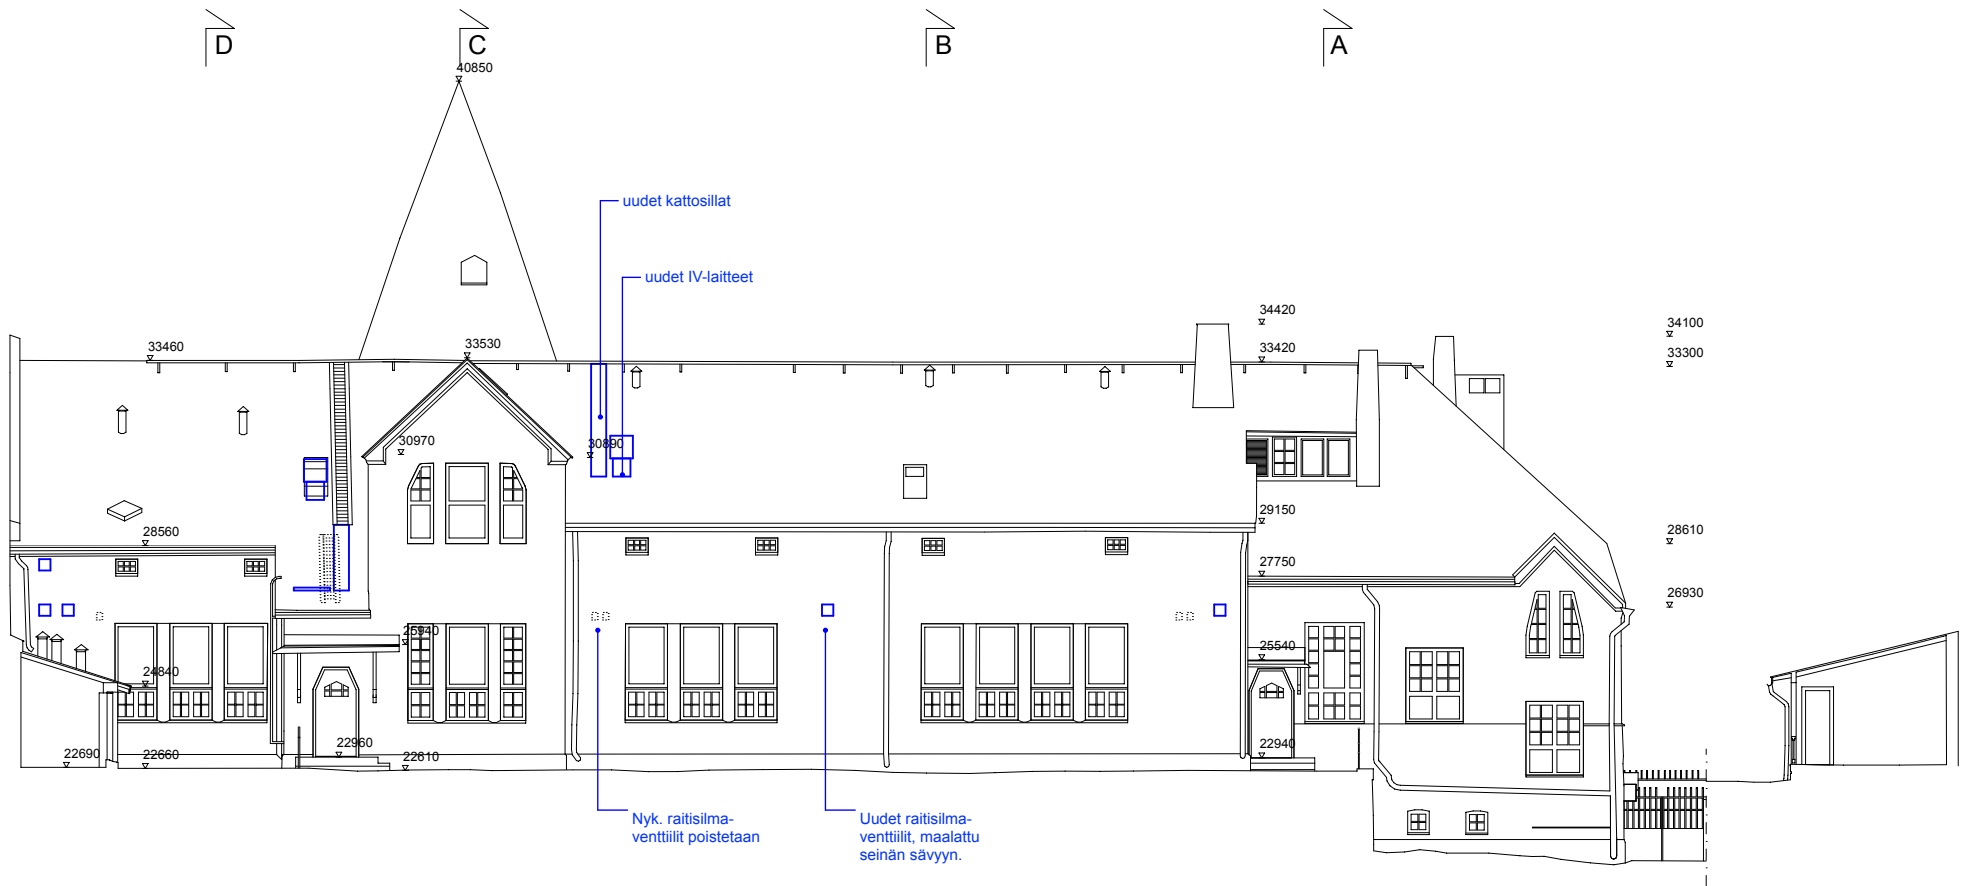 D
C
B
A
40850
uudet kattosillat
uudet IV-laitteet
34420
34100
33460
33530
33420
33300
30970
30890
29150
28560
28610
27750
26930
25940
25540
24840
22690
22660
22960
22610
22940
Nyk. raitisilma-
venttiilit poistetaan
Uudet raitisilma-
venttiilit, maalattu
seinän sävyyn.